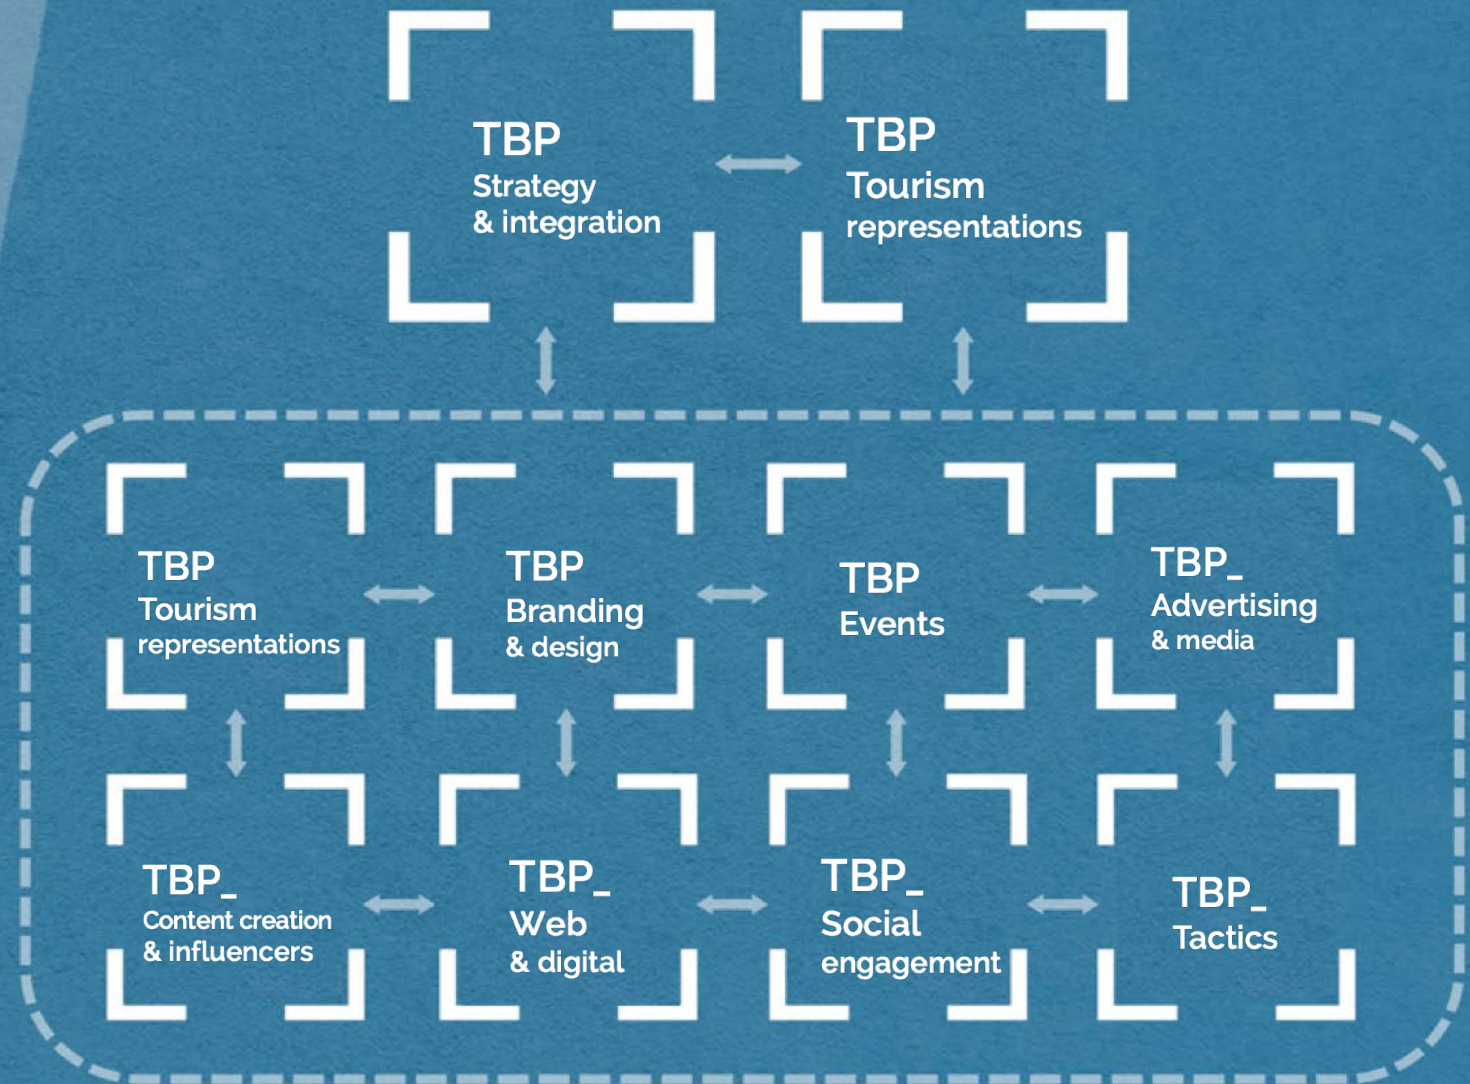 TBP
Strategy
& integration
TBP
Tourism
representations
TBP
Tourism
representations
TBP
Branding
& design
TBP
Events
TBP_
Advertising
& media
TBP_
Content creation
& influencers
TBP_
Web
& digital
TBP_
Social
engagement
TBP_
Tactics